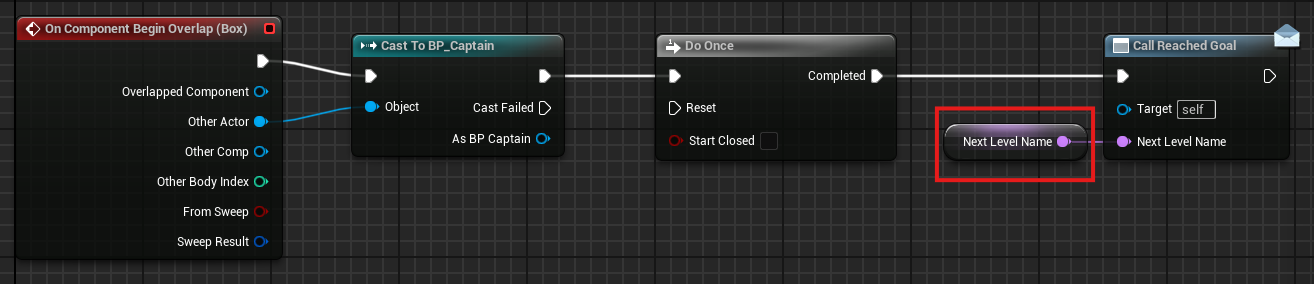 On Component Begin Overlap (Box)
Overlapped Component
Other Actor
Other Comp
Other Body Index
From Sweep
Sweep Result
Cast To BP_Captain
Object
Cast Failed
As BP Captain
Do Once
Completed
Reset
Start Closed
Next Level Name
Call Reached Goal
Target self
Next Level Name